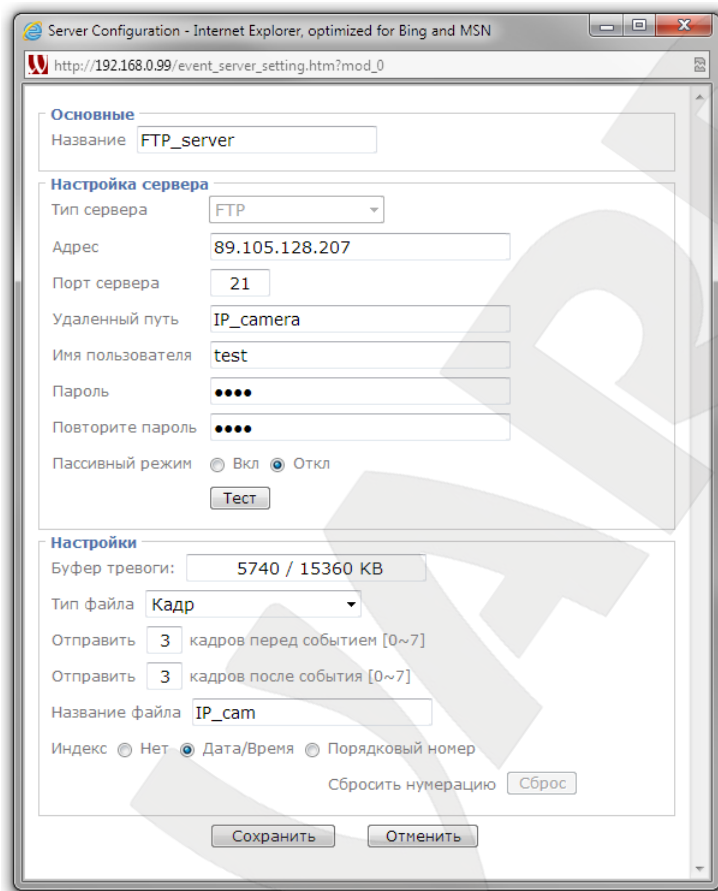 Server Configuration - Internet Explorer, optimized for Bing and MSN
http://192.168.0.99/event_server_setting.htm?mod_0
Основные
Название FTP_server
Настройка сервера
Тип сервера FTP
Адрес 89.105.128.207
Порт сервера 21
Удаленный путь IP_camera
Имя пользователя test
Пароль ••••
Повторите пароль ••••
Пассивный режим Вкл Откл
Тест
Настройки
Буфер тревоги: 5740 / 15360 KB
Тип файла Кадр
Отправить 3 кадров перед событием [0~7]
Отправить 3 кадров после события [0~7]
Название файла IP_cam
Индекс Нет Дата/Время Порядковый номер
Сбросить нумерацию Сброс
Сохранить Отменить